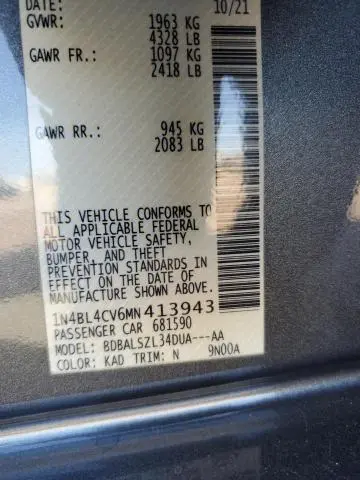 DATE: 10/21
GVWR: 1963 KG
4328 LB
GAWR FR.: 1097 KG
2418 LB
GAWR RR.: 945 KG
2083 LB
THIS VEHICLE CONFORMS TO
ALL APPLICABLE FEDERAL
MOTOR VEHICLE SAFETY,
BUMPER, AND THEFT
PREVENTION STANDARDS IN
EFFECT ON THE DATE OF
MANUFACTURE SHOWN ABOVE.
1N4BL4CV6MN413943
PASSENGER CAR 681590
MODEL: BDBALSZL34DUA---AA
COLOR: KAD TRIM: N 9N00A